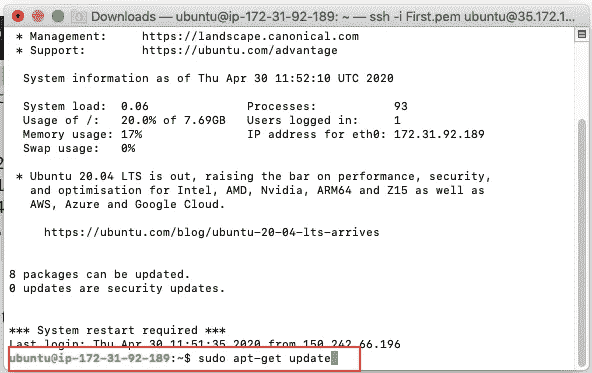 Downloads — ubuntu@ip-172-31-92-189: ~ — ssh -i First.pem ubuntu@35.172.1...
* Management: https://landscape.canonical.com
* Support: https://ubuntu.com/advantage
System information as of Thu Apr 30 11:52:10 UTC 2020
System load: 0.06 Processes: 93
Usage of /: 20.0% of 7.69GB Users logged in: 1
Memory usage: 17% IP address for eth0: 172.31.92.189
Swap usage: 0%
* Ubuntu 20.04 LTS is out, raising the bar on performance, security,
and optimisation for Intel, AMD, Nvidia, ARM64 and Z15 as well as
AWS, Azure and Google Cloud.
https://ubuntu.com/blog/ubuntu-20-04-lts-arrives
8 packages can be updated.
0 updates are security updates.
*** System restart required ***
Last login: Thu Apr 30 11:51:35 2020 from 150.242.66.196
ubuntu@ip-172-31-92-189:~$ sudo apt-get update